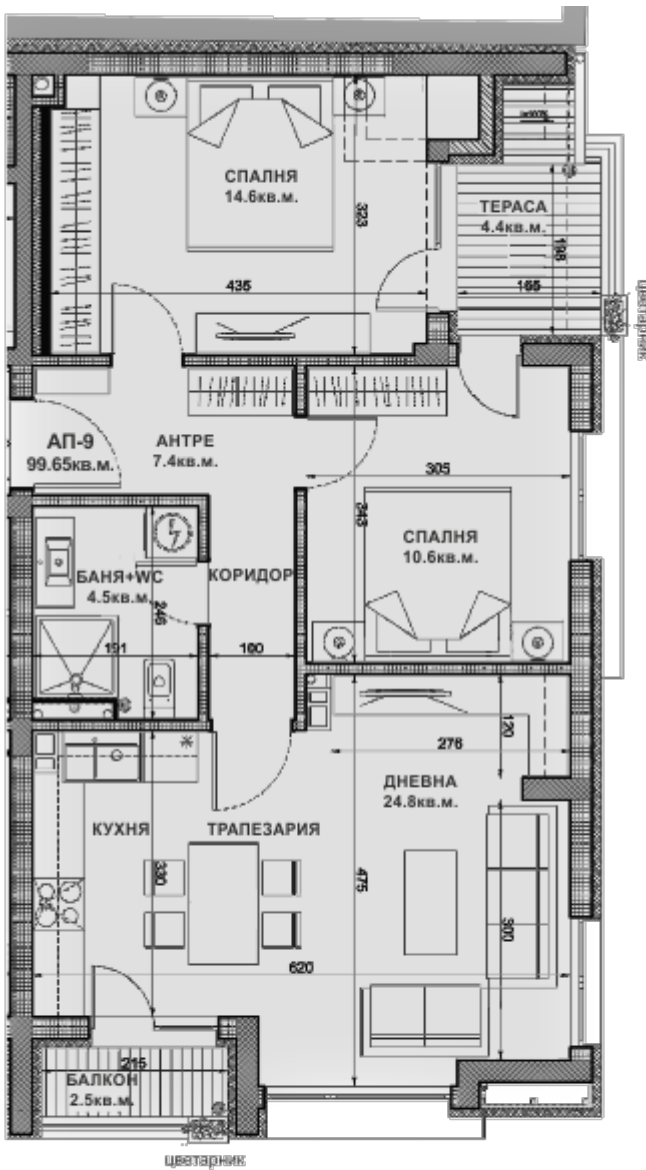 СПАЛНЯ
14.6кв.м.
323
435
ТЕРАСА
4.4кв.м.
198
165
цветарник
АП-9
99.65кв.м.
АНТРЕ
7.4кв.м.
305
343
СПАЛНЯ
10.6кв.м.
БАНЯ+WC
4.5кв.м.
246
191
КОРИДОР
100
276
120
ДНЕВНА
24.8кв.м.
КУХНЯ
ТРАПЕЗАРИЯ
330
475
300
620
215
БАЛКОН
2.5кв.м.
цветарник